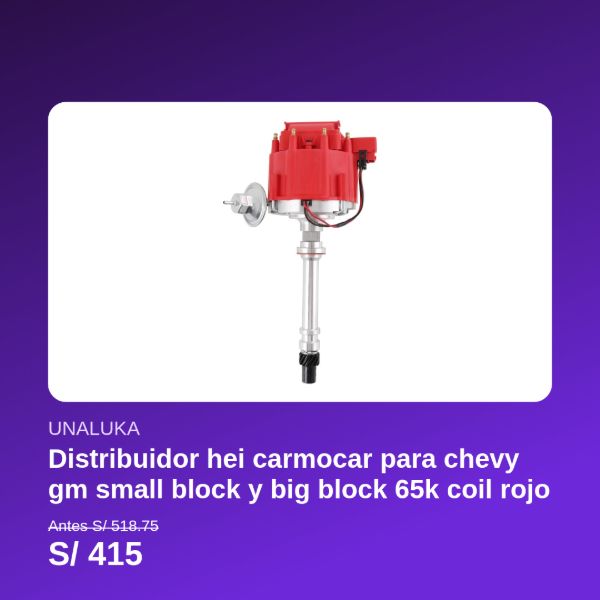 UNALUKA
Distribuidor hei carmocar para chevy
gm small block y big block 65k coil rojo
Antes S/ 518.75
S/ 415